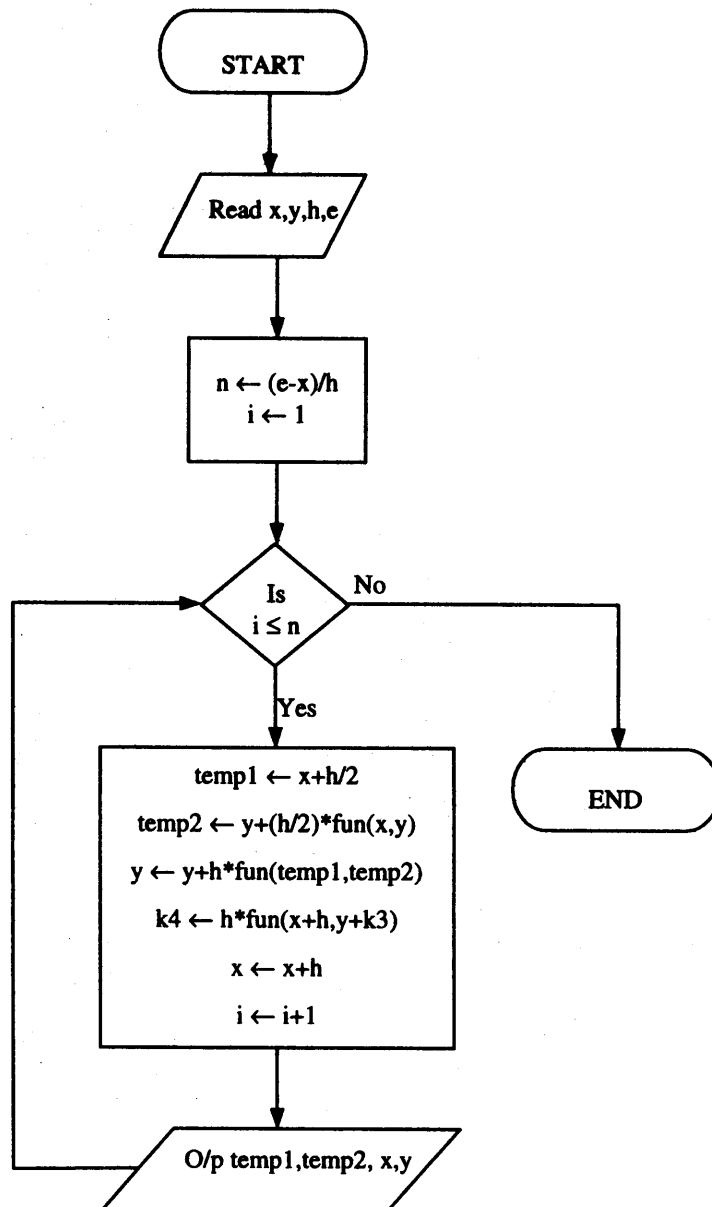 START
Read x,y,h,e
n ← (e-x)/h
i ← 1
Is
i ≤ n
No
Yes
temp1 ← x+h/2
temp2 ← y+(h/2)*fun(x,y)
y ← y+h*fun(temp1,temp2)
k4 ← h*fun(x+h,y+k3)
x ← x+h
i ← i+1
END
O/p temp1,temp2, x,y